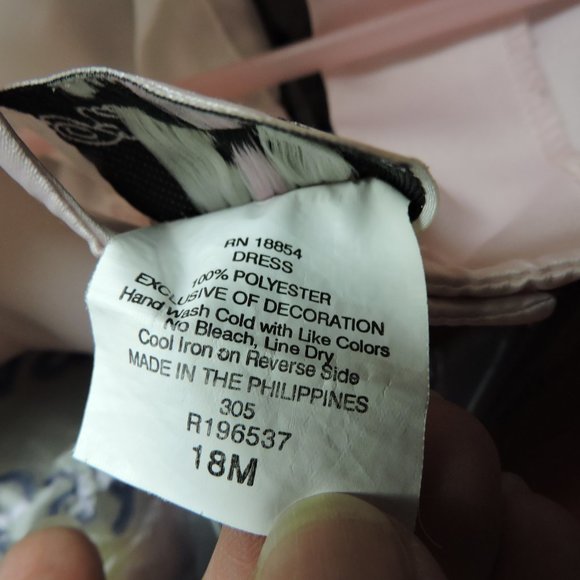 RN 18854
DRESS
100% POLYESTER
EXCLUSIVE OF DECORATION
Hand Wash Cold with Like Colors
No Bleach, Line Dry
Cool Iron on Reverse Side
MADE IN THE PHILIPPINES
305
R196537
18M